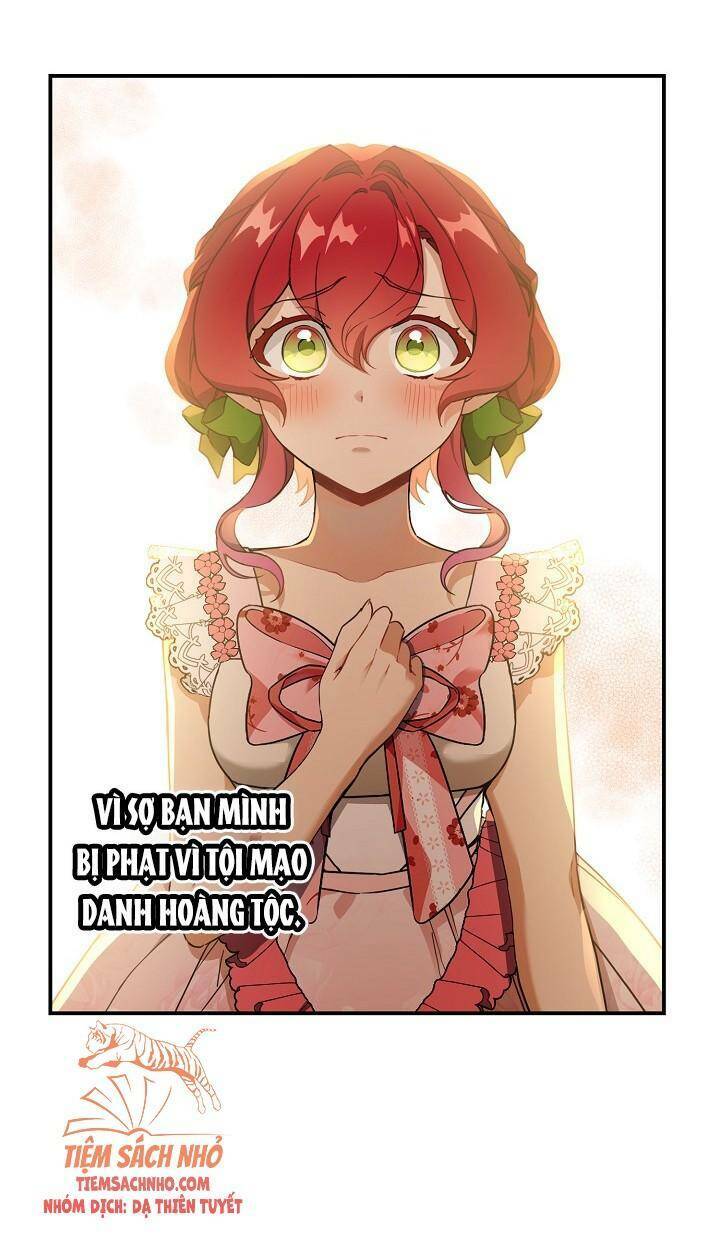 VÌ SỢ BẠN MÌNH
BỊ PHẠT VÌ TỘI MẠO
DANH HOÀNG TỘC.
TIỆM SÁCH NHỎ
TIEMSACHNHO.COM
NHÓM DỊCH: DẠ THIÊN TUYẾT